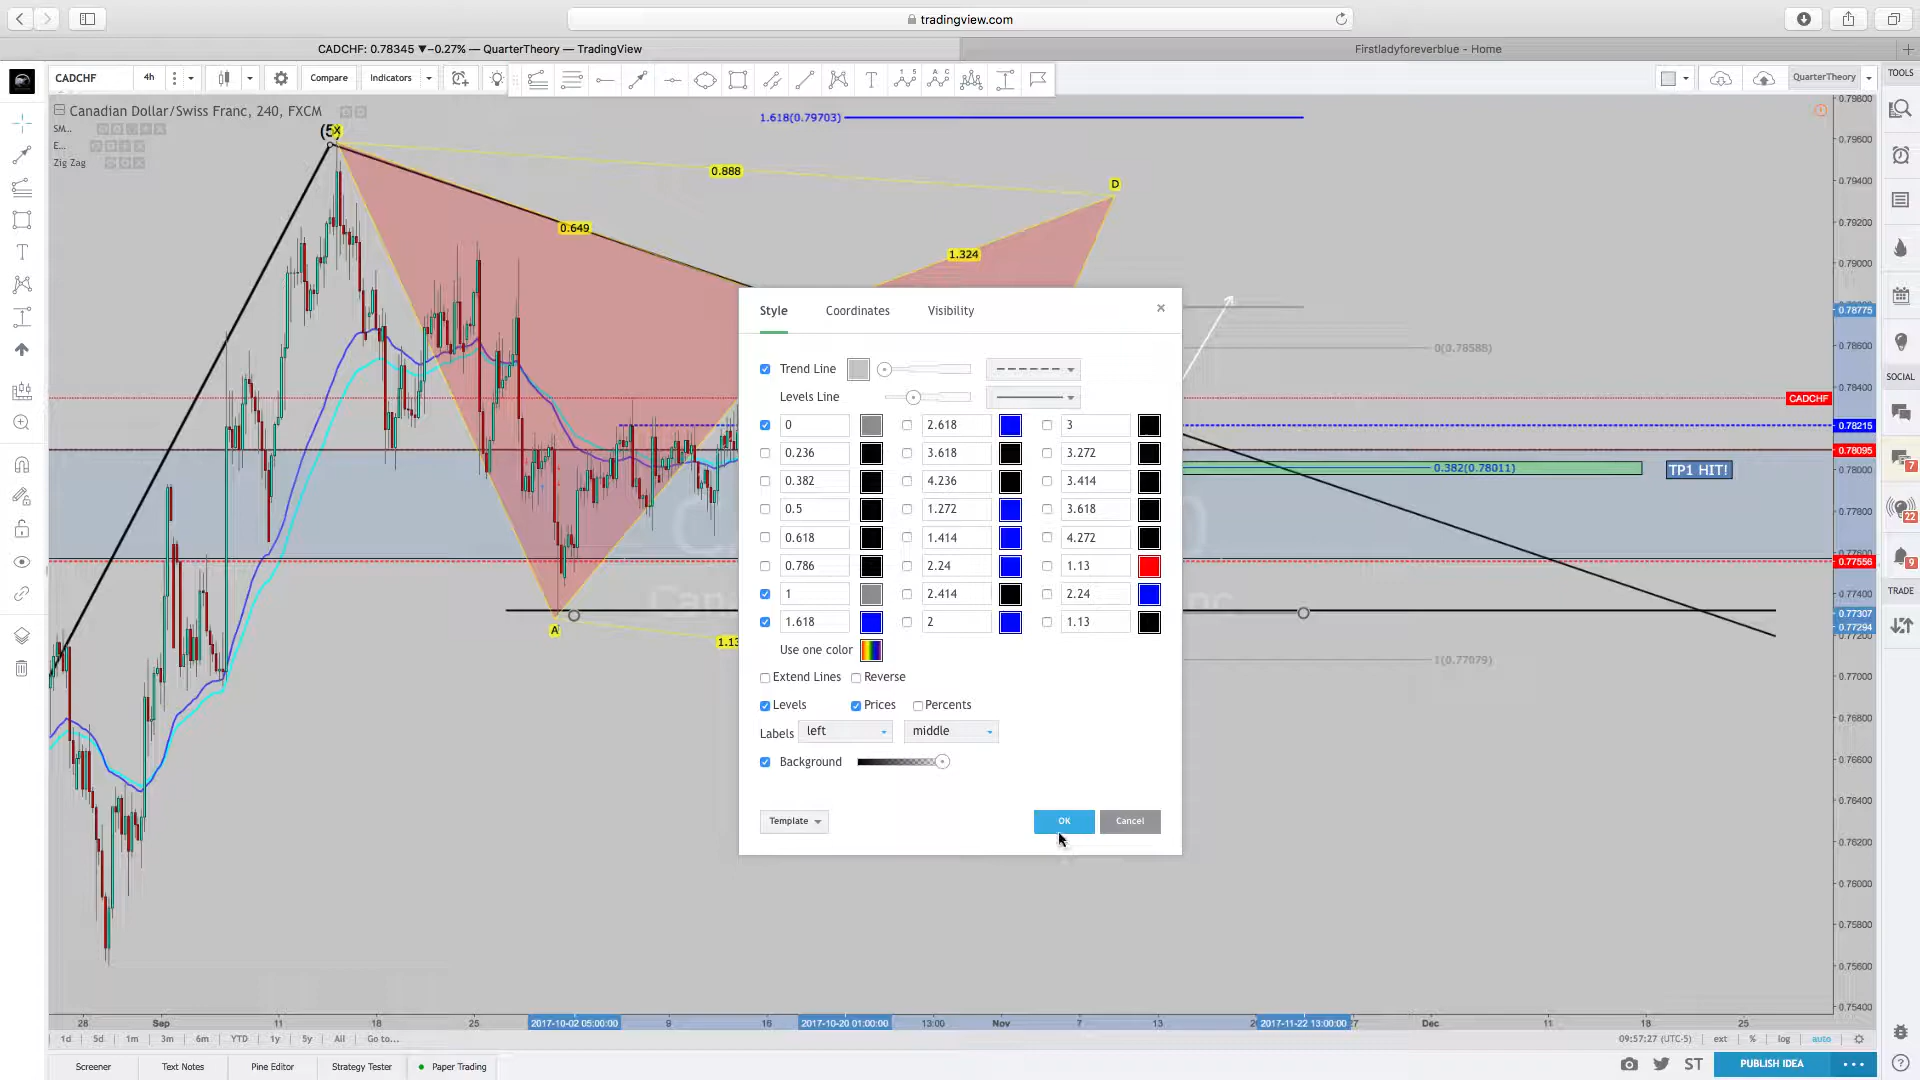 tradingview.com
CADCHF: 0.78345 ▼−0.27% — QuarterTheory — TradingView
Firstladyforeverblue - Home
CADCHF
4h
Compare
Indicators
QuarterTheory
TOOLS
Canadian Dollar/Swiss Franc, 240, FXCM
SM...
E...
Zig Zag
(5)
X
1.618(0.79703)
0.888
D
0.649
1.324
0(0.78588)
0.382(0.78011)
TP1 HIT!
1(0.77079)
A
1.13
Style
Coordinates
Visibility
×
Trend Line
Levels Line
0
2.618
3
0.236
3.618
3.272
0.382
4.236
3.414
0.5
1.272
3.618
0.618
1.414
4.272
0.786
2.24
1.13
1
2.414
2.24
1.618
2
1.13
Use one color
Extend Lines
Reverse
Levels
Prices
Percents
Labels
left
middle
Background
Template
OK
Cancel
0.79800
0.79600
0.79400
0.79200
0.79000
0.78775
0.78600
0.78400
CADCHF
0.78215
0.78095
0.78000
0.77800
0.77556
0.77400
0.77307
0.77294
0.77200
0.77000
0.76800
0.76600
0.76400
0.76200
0.76000
0.75800
0.75600
0.75400
SOCIAL
7
22
9
TRADE
28
Sep
11
18
25
2017-10-02 05:00:00
9
16
2017-10-20 01:00:00
13:00
Nov
7
13
2017-11-22 13:00:00
Dec
11
18
25
1d
5d
1m
3m
6m
YTD
1y
5y
All
Go to...
09:57:27 (UTC-5)
ext
%
log
auto
Screener
Text Notes
Pine Editor
Strategy Tester
Paper Trading
ST
PUBLISH IDEA